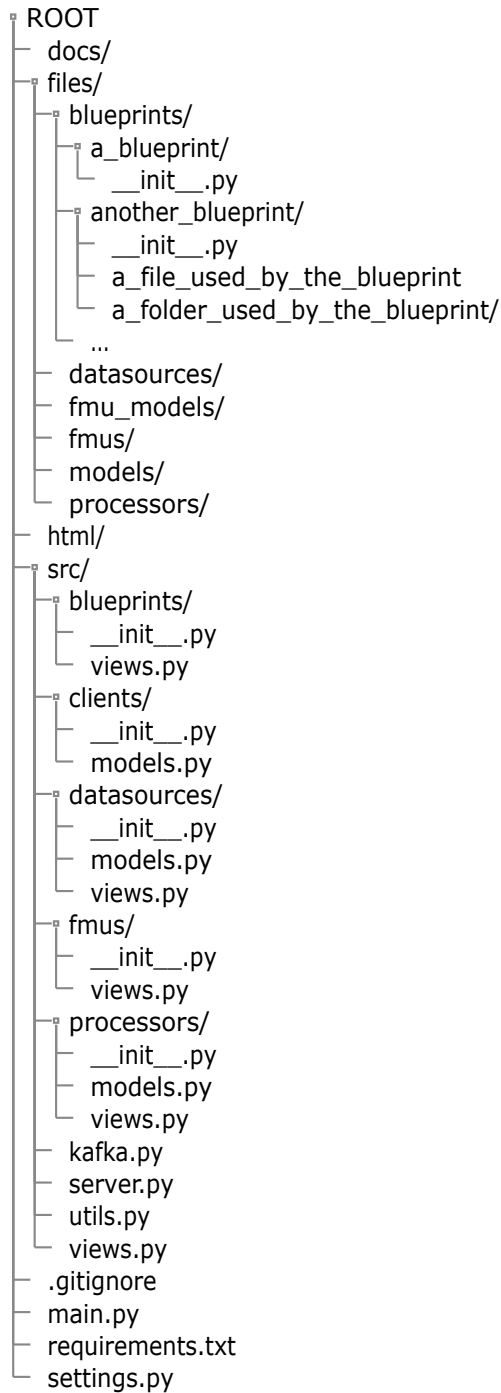 ROOT
docs/
files/
blueprints/
a_blueprint/
__init__.py
another_blueprint/
__init__.py
a_file_used_by_the_blueprint
a_folder_used_by_the_blueprint/
...
datasources/
fmu_models/
fmus/
models/
processors/
html/
src/
blueprints/
__init__.py
views.py
clients/
__init__.py
models.py
datasources/
__init__.py
models.py
views.py
fmus/
__init__.py
views.py
processors/
__init__.py
models.py
views.py
kafka.py
server.py
utils.py
views.py
.gitignore
main.py
requirements.txt
settings.py